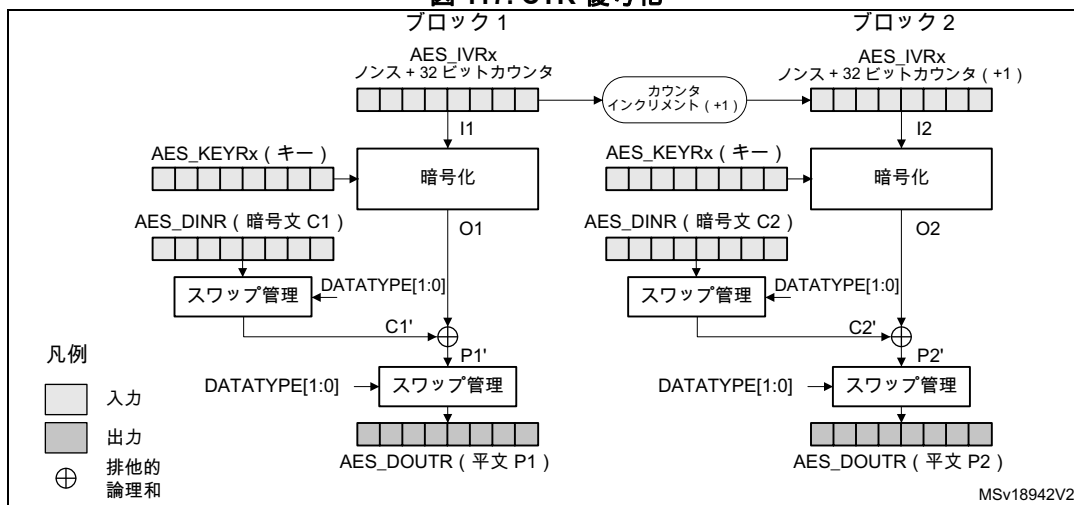 図 117. CTR 復号化
ブロック 1
ブロック 2
AES_IVRx
ノンス + 32 ビットカウンタ
カウンタ
インクリメント ( +1 )
AES_IVRx
ノンス + 32 ビットカウンタ ( +1 )
I1
I2
AES_KEYRx ( キー )
暗号化
AES_KEYRx ( キー )
暗号化
AES_DINR ( 暗号文 C1 )
O1
AES_DINR ( 暗号文 C2 )
O2
スワップ管理
DATATYPE[1:0]
スワップ管理
DATATYPE[1:0]
C1'
C2'
P1'
P2'
DATATYPE[1:0]
スワップ管理
DATATYPE[1:0]
スワップ管理
AES_DOUTR ( 平文 P1 )
AES_DOUTR ( 平文 P2 )
凡例
入力
出力
排他的
論理和
MSv18942V2